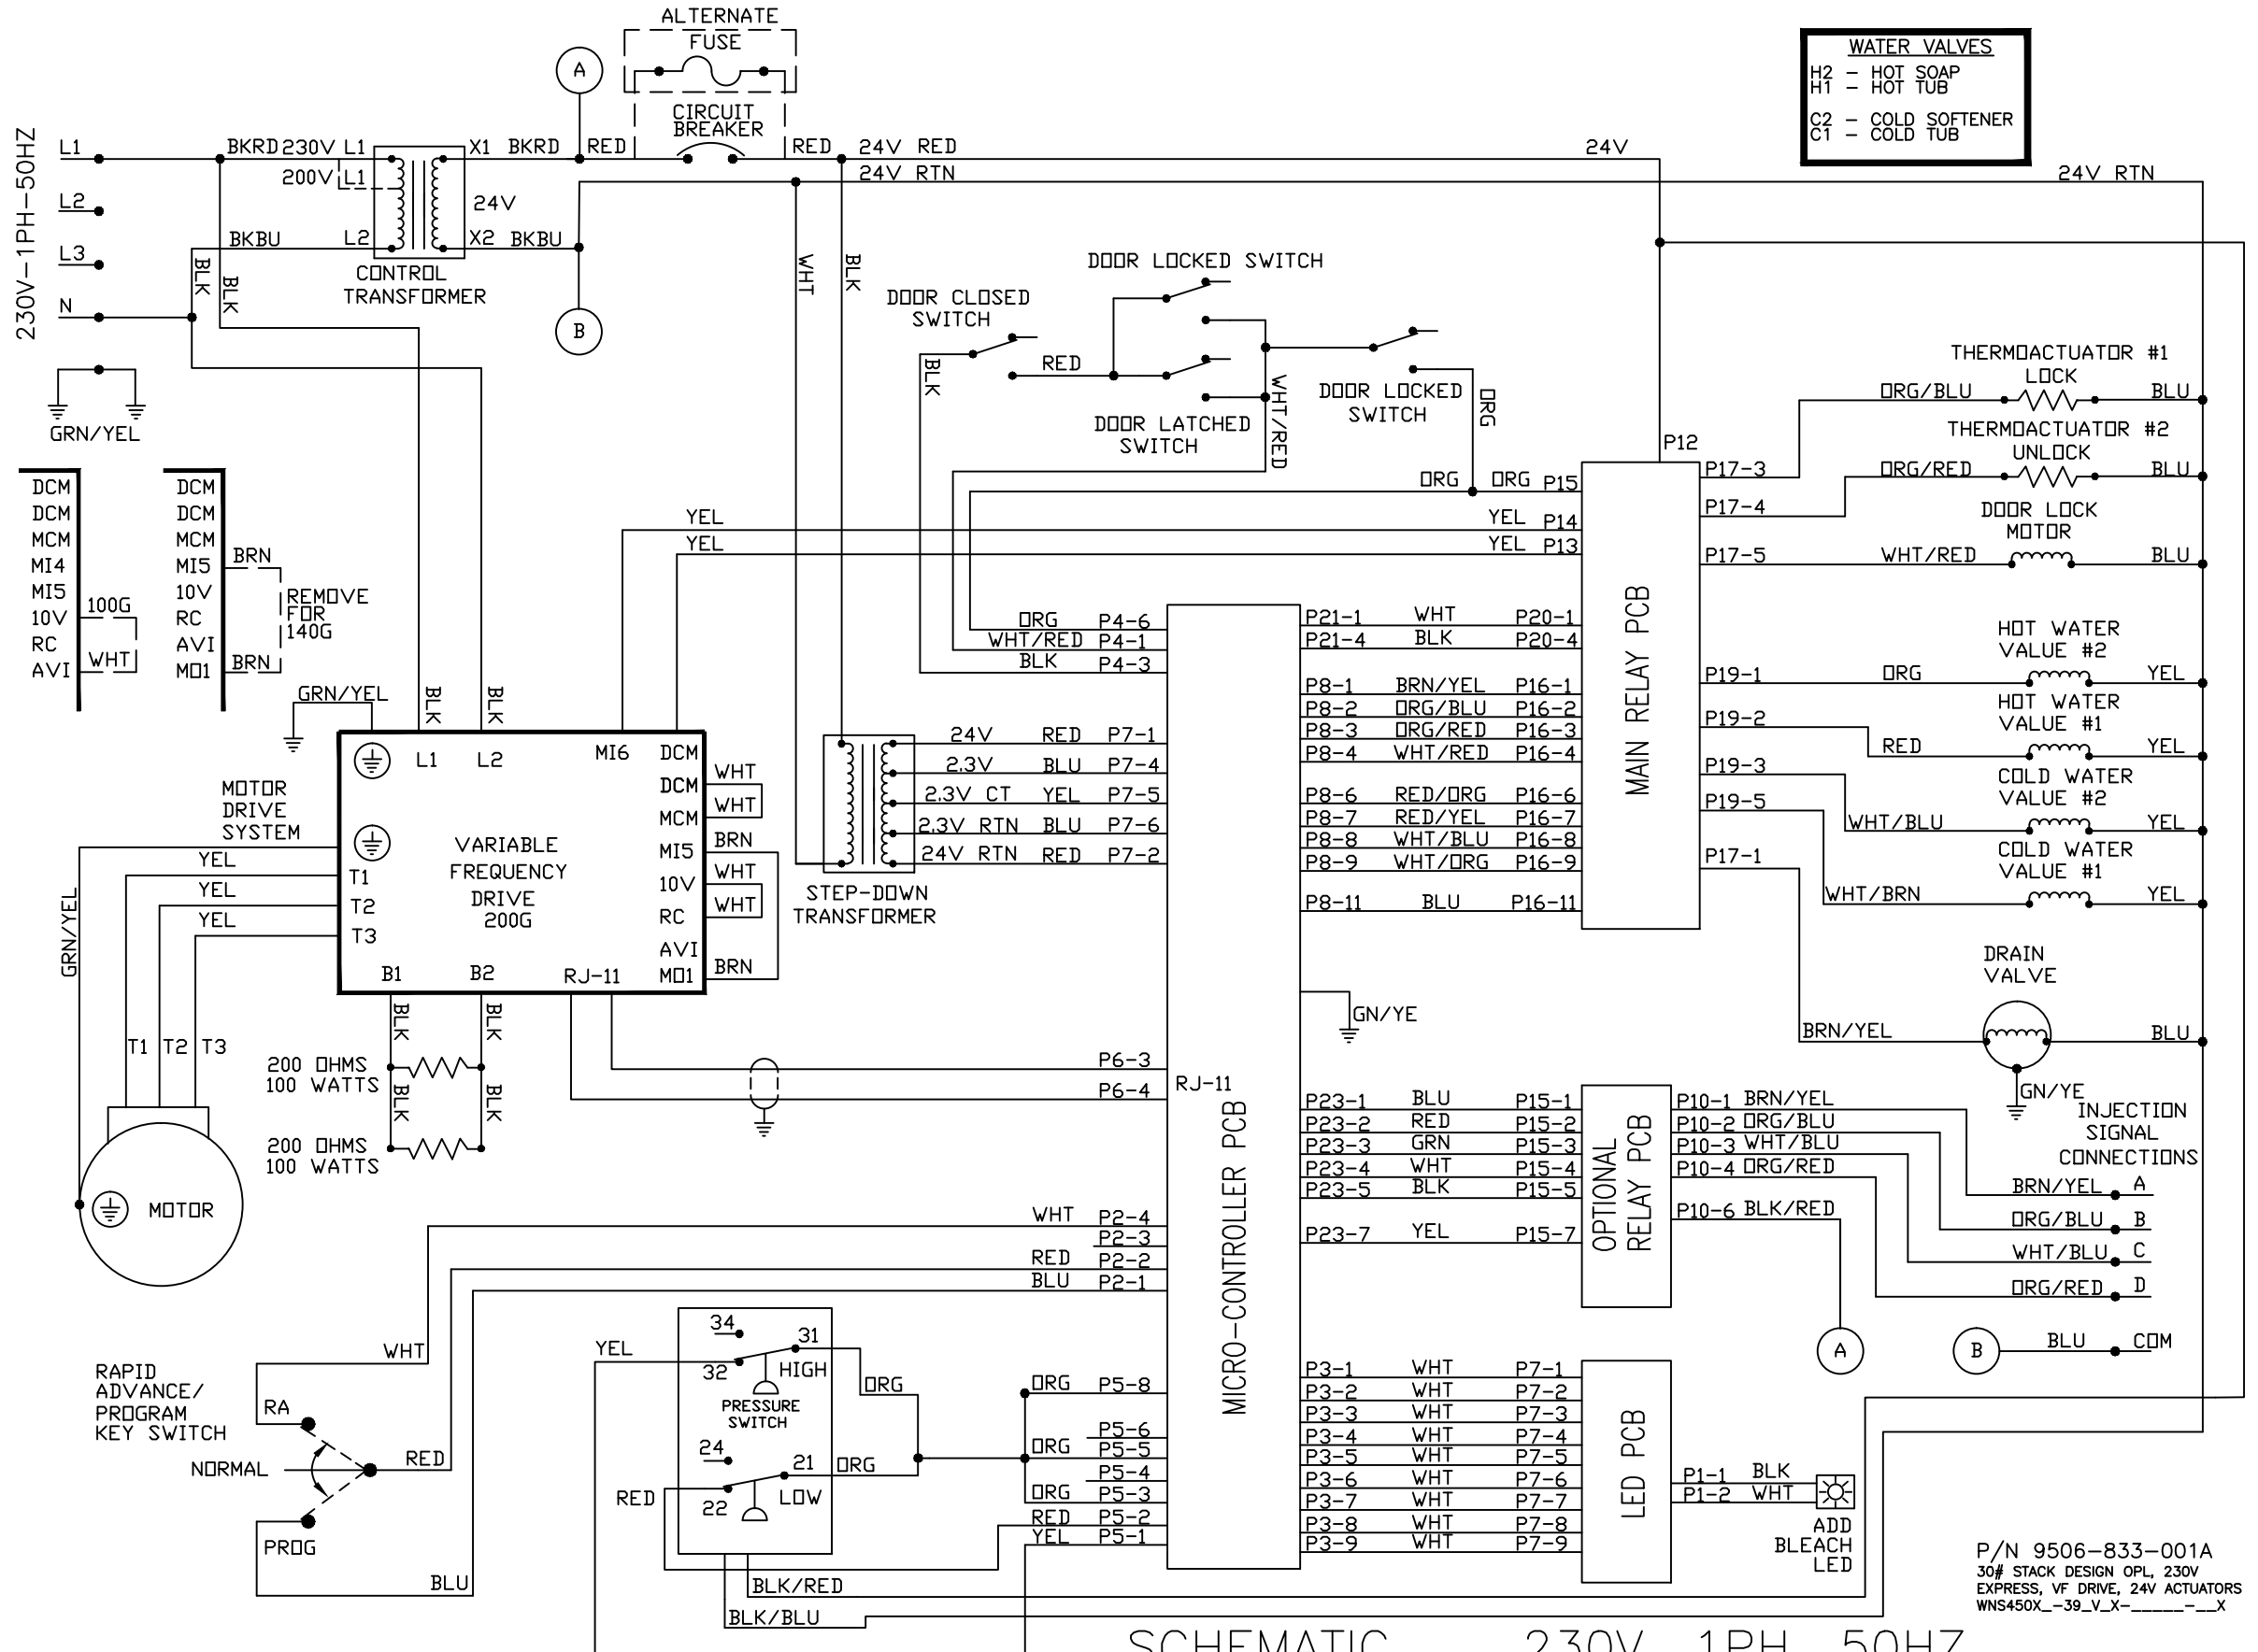 ALTERNATE
FUSE
A
CIRCUIT
BREAKER
WATER VALVES
H2 - HOT SOAP
H1 - HOT TUB
C2 - COLD SOFTENER
C1 - COLD TUB
230V-1PH-50HZ
L1
L2
L3
N
GRN/YEL
BKRD
230V L1
200V L1
X1
BKRD
RED
RED
24V RED
24V RTN
24V
24V RTN
24V
BKBU
L2
X2
BKBU
CONTROL
TRANSFORMER
BLK
BLK
B
WHT
BLK
DOOR CLOSED
SWITCH
DOOR LOCKED SWITCH
BLK
RED
DOOR LATCHED
SWITCH
WHT/RED
DOOR LOCKED
SWITCH
ORG
THERMOACTUATOR #1
LOCK
ORG/BLU
BLU
THERMOACTUATOR #2
UNLOCK
ORG/RED
BLU
DOOR LOCK
MOTOR
WHT/RED
BLU
P12
ORG
ORG
P15
YEL
YEL
P14
YEL
YEL
P13
P17-3
P17-4
P17-5
MAIN RELAY PCB
DCM
DCM
MCM
MI4
MI5
10V
RC
AVI
100G
WHT
DCM
DCM
MCM
MI5
10V
RC
AVI
MO1
BRN
REMOVE
FOR
140G
BRN
GRN/YEL
BLK
BLK
ORG
P4-6
WHT/RED
P4-1
BLK
P4-3
P21-1
WHT
P20-1
P21-4
BLK
P20-4
P8-1
BRN/YEL
P16-1
P8-2
ORG/BLU
P16-2
P8-3
ORG/RED
P16-3
P8-4
WHT/RED
P16-4
P8-6
RED/ORG
P16-6
P8-7
RED/YEL
P16-7
P8-8
WHT/BLU
P16-8
P8-9
WHT/ORG
P16-9
P8-11
BLU
P16-11
HOT WATER
VALUE #2
P19-1
ORG
YEL
HOT WATER
VALUE #1
P19-2
RED
YEL
COLD WATER
VALUE #2
P19-3
WHT/BLU
YEL
COLD WATER
VALUE #1
P19-5
WHT/BRN
YEL
P17-1
DRAIN
VALVE
BRN/YEL
BLU
GN/YE
MOTOR
DRIVE
SYSTEM
L1
L2
MI6
DCM
DCM
MCM
MI5
10V
RC
AVI
MO1
WHT
WHT
BRN
WHT
WHT
BRN
VARIABLE
FREQUENCY
DRIVE
200G
T1
T2
T3
B1
B2
RJ-11
YEL
YEL
YEL
GRN/YEL
24V
RED
P7-1
2.3V
BLU
P7-4
2.3V CT
YEL
P7-5
2.3V RTN
BLU
P7-6
24V RTN
RED
P7-2
STEP-DOWN
TRANSFORMER
BLK
BLK
T1
T2
T3
200 OHMS
100 WATTS
BLK
BLK
200 OHMS
100 WATTS
MOTOR
P6-3
P6-4
RJ-11
GN/YE
MICRO-CONTROLLER PCB
P23-1
BLU
P15-1
P23-2
RED
P15-2
P23-3
GRN
P15-3
P23-4
WHT
P15-4
P23-5
BLK
P15-5
P23-7
YEL
P15-7
OPTIONAL
RELAY PCB
P10-1
BRN/YEL
P10-2
ORG/BLU
P10-3
WHT/BLU
P10-4
ORG/RED
P10-6
BLK/RED
INJECTION
SIGNAL
CONNECTIONS
BRN/YEL
A
ORG/BLU
B
WHT/BLU
C
ORG/RED
D
A
B
BLU
COM
WHT
P2-4
P2-3
RED
P2-2
BLU
P2-1
RAPID
ADVANCE/
PROGRAM
KEY SWITCH
WHT
RA
NORMAL
RED
PROG
BLU
YEL
34
31
32
HIGH
PRESSURE
SWITCH
24
21
22
LOW
RED
ORG
ORG
ORG
P5-8
P5-6
ORG
P5-5
P5-4
ORG
P5-3
RED
P5-2
YEL
P5-1
BLK/RED
BLK/BLU
P3-1
WHT
P7-1
P3-2
WHT
P7-2
P3-3
WHT
P7-3
P3-4
WHT
P7-4
P3-5
WHT
P7-5
P3-6
WHT
P7-6
P3-7
WHT
P7-7
P3-8
WHT
P7-8
P3-9
WHT
P7-9
LED PCB
P1-1
BLK
P1-2
WHT
ADD
BLEACH
LED
P/N 9506-833-001A
30# STACK DESIGN OPL, 230V
EXPRESS, VF DRIVE, 24V ACTUATORS
WNS450X_-39_V_X-_____-__X
SCHEMATIC 230V 1PH 50HZ